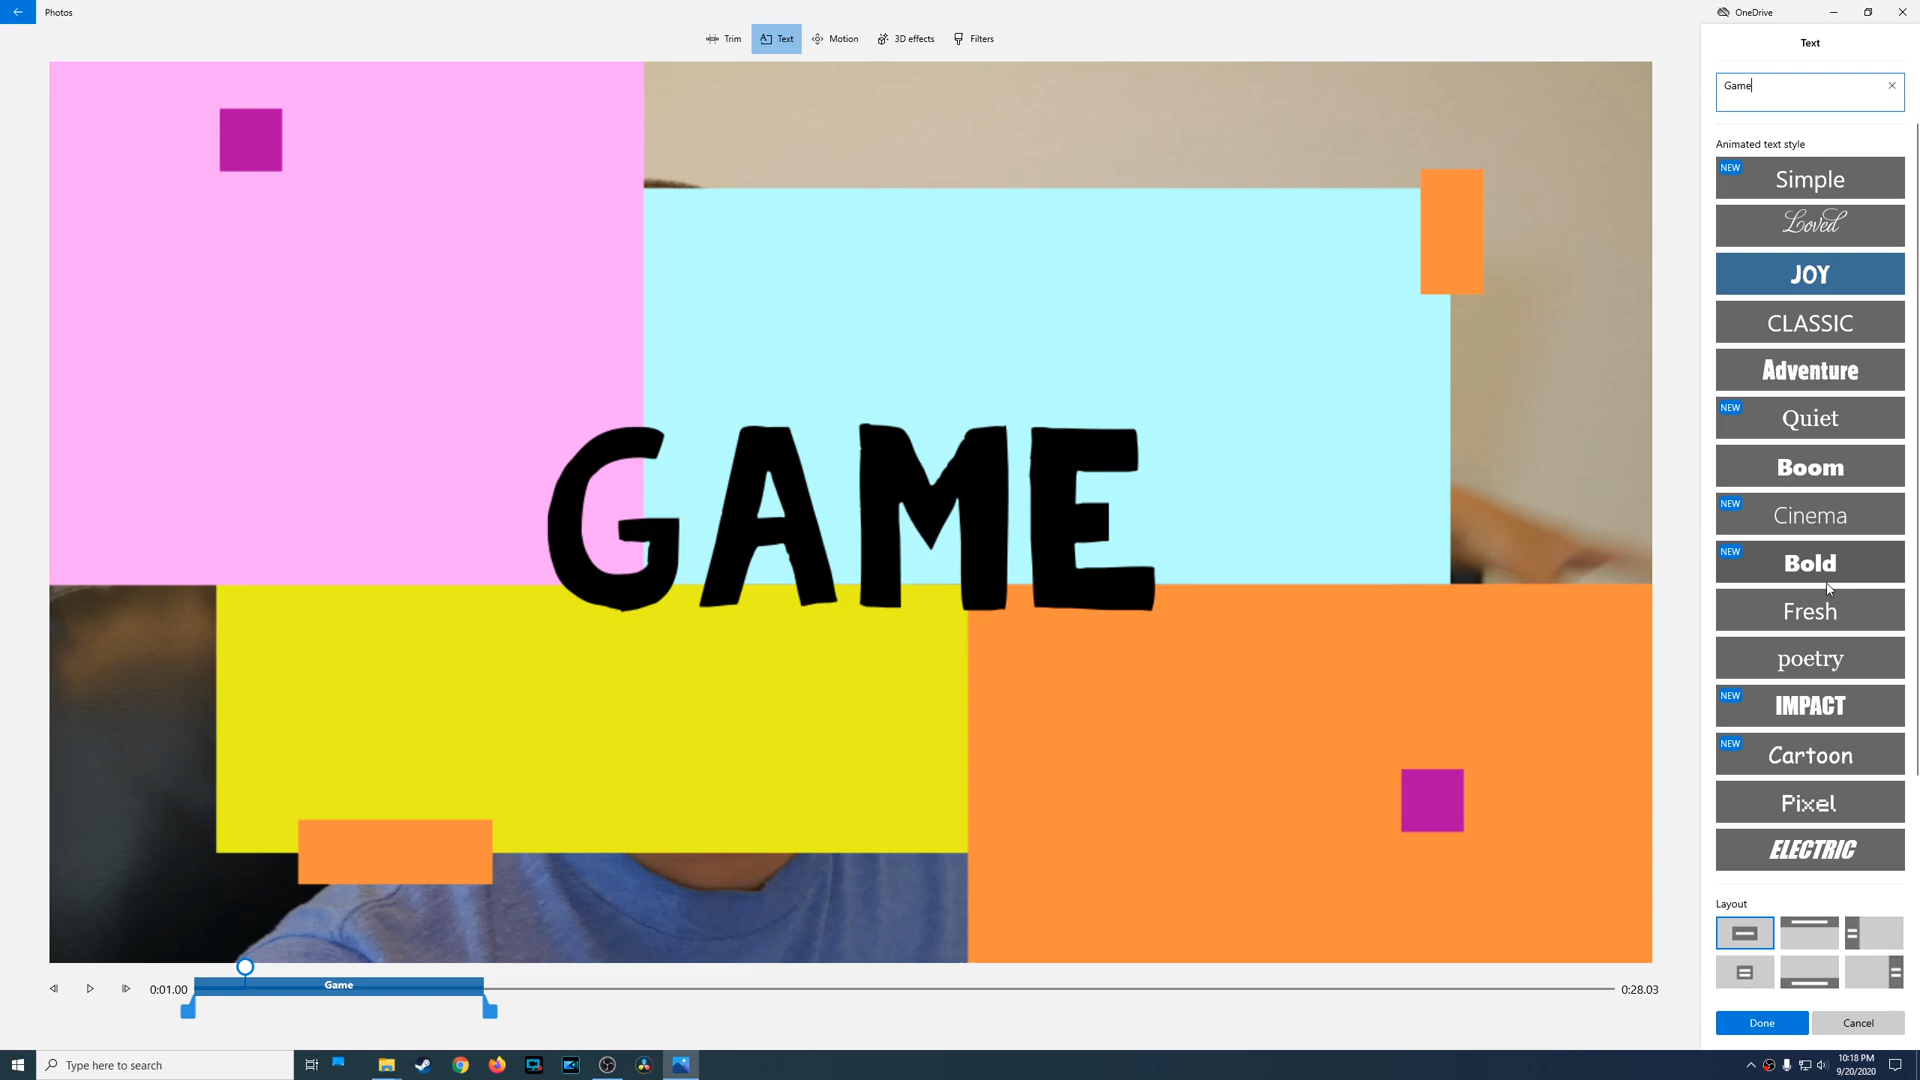 Photos
OneDrive
Trim
Text
Motion
3D effects
Filters
Text
Game
Animated text style
NEW
Simple
Loved
JOY
CLASSIC
Adventure
NEW
Quiet
Boom
NEW
Cinema
NEW
Bold
Fresh
poetry
NEW
IMPACT
NEW
Cartoon
Pixel
ELECTRIC
Layout
Done
Cancel
GAME
0:01.00
Game
0:28.03
Type here to search
10:18 PM
9/20/2020